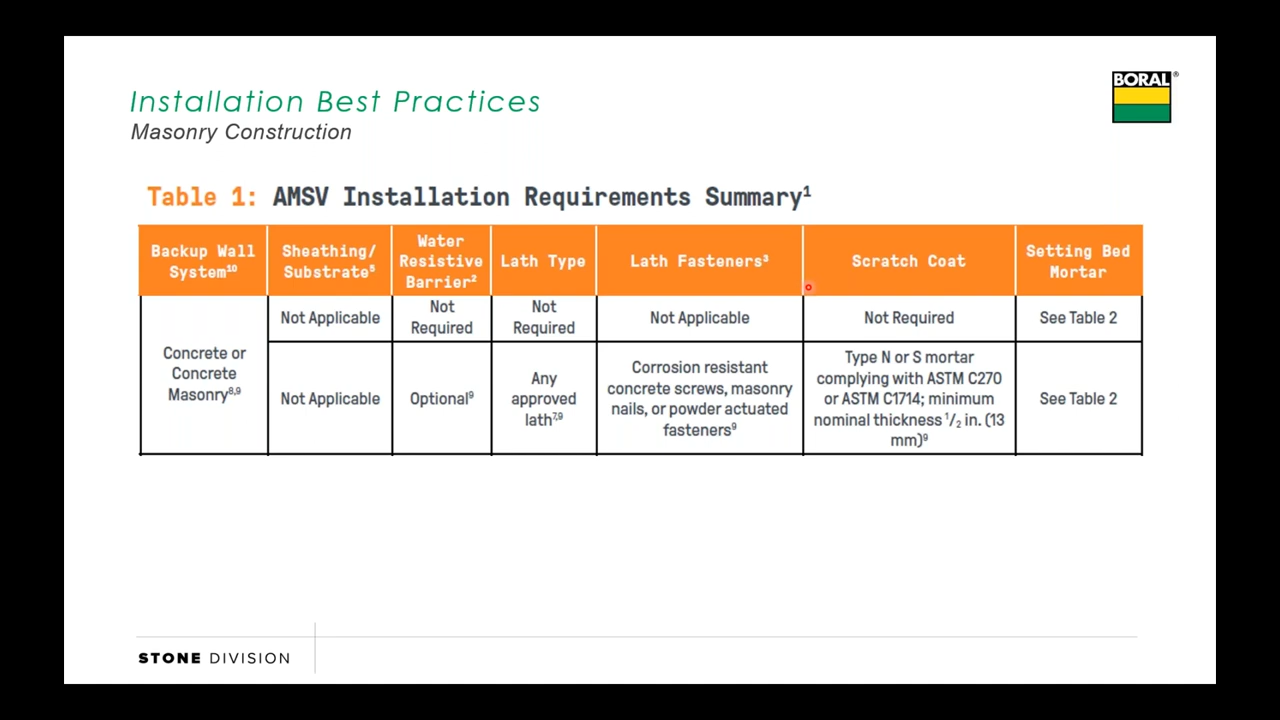 BORAL®
Installation Best Practices
Masonry Construction
Table 1: AMSV Installation Requirements Summary¹
Backup Wall
System¹⁰
Sheathing/
Substrate⁵
Water
Resistive
Barrier²
Lath Type
Lath Fasteners³
Scratch Coat
Setting Bed
Mortar
Concrete or
Concrete
Masonry⁸,⁹
Not Applicable
Not
Required
Not
Required
Not Applicable
Not Required
See Table 2
Not Applicable
Optional⁹
Any
approved
lath⁷,⁹
Corrosion resistant
concrete screws, masonry
nails, or powder actuated
fasteners⁹
Type N or S mortar
complying with ASTM C270
or ASTM C1714; minimum
nominal thickness ¹/₂ in. (13
mm)⁹
See Table 2
STONE DIVISION